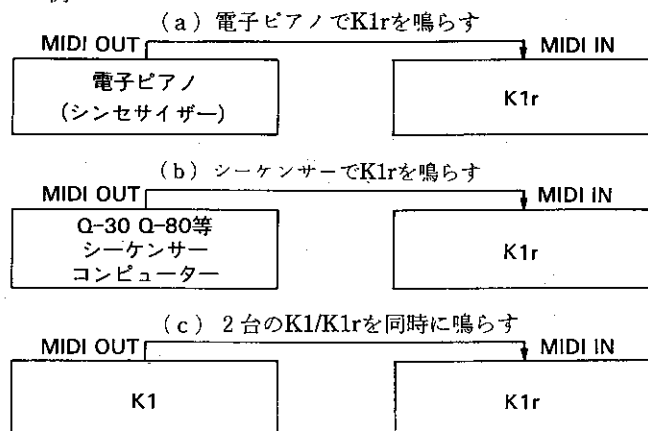 （a）電子ピアノでK1rを鳴らす
MIDI OUT
MIDI IN
電子ピアノ
(シンセサイザー)
K1r
（b）シーケンサーでK1rを鳴らす
MIDI OUT
MIDI IN
Q-30 Q-80等
シーケンサー
コンピューター
K1r
（c）2台のK1/K1rを同時に鳴らす
MIDI OUT
MIDI IN
K1
K1r